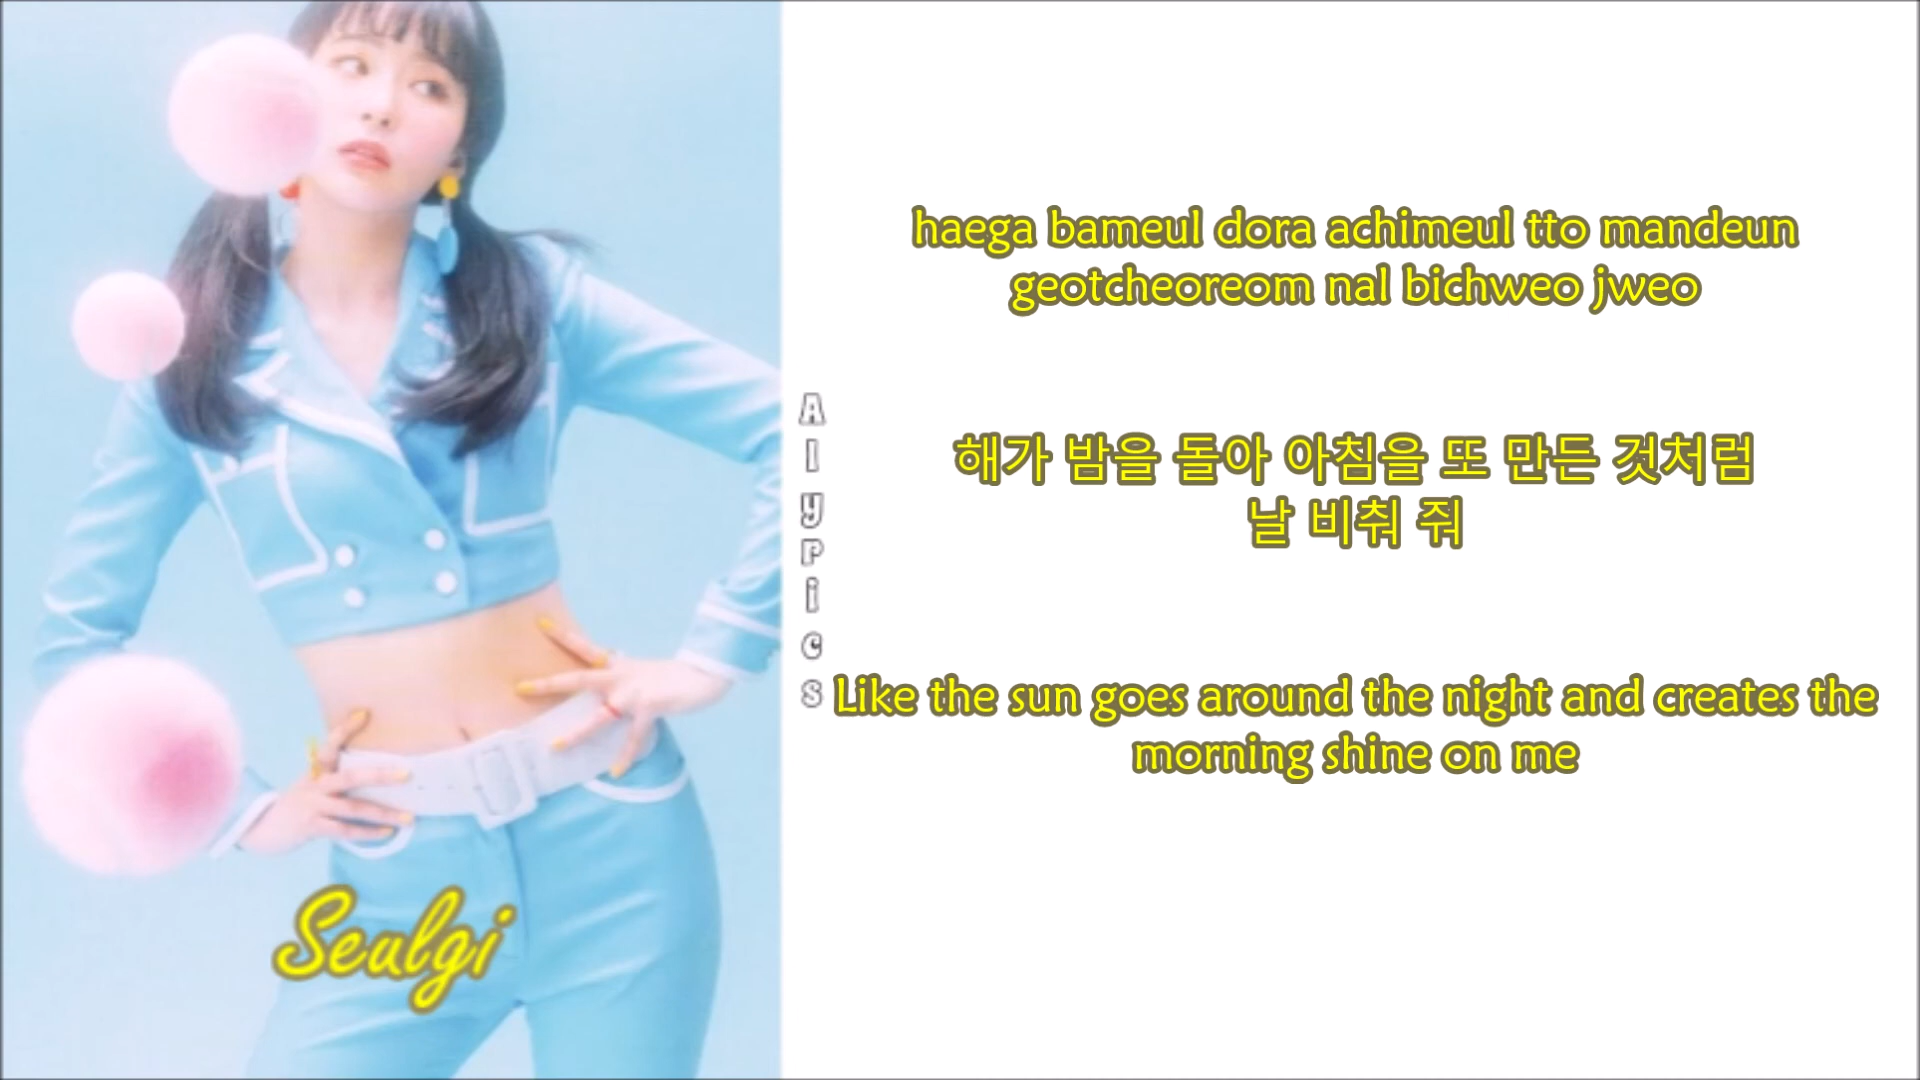 haega bameul dora achimeul tto mandeun
geotcheoreom nal bichweo jweo
해가 밤을 돌아 아침을 또 만든 것처럼
날 비춰 줘
Alypics
Like the sun goes around the night and creates the
morning shine on me
Seulgi